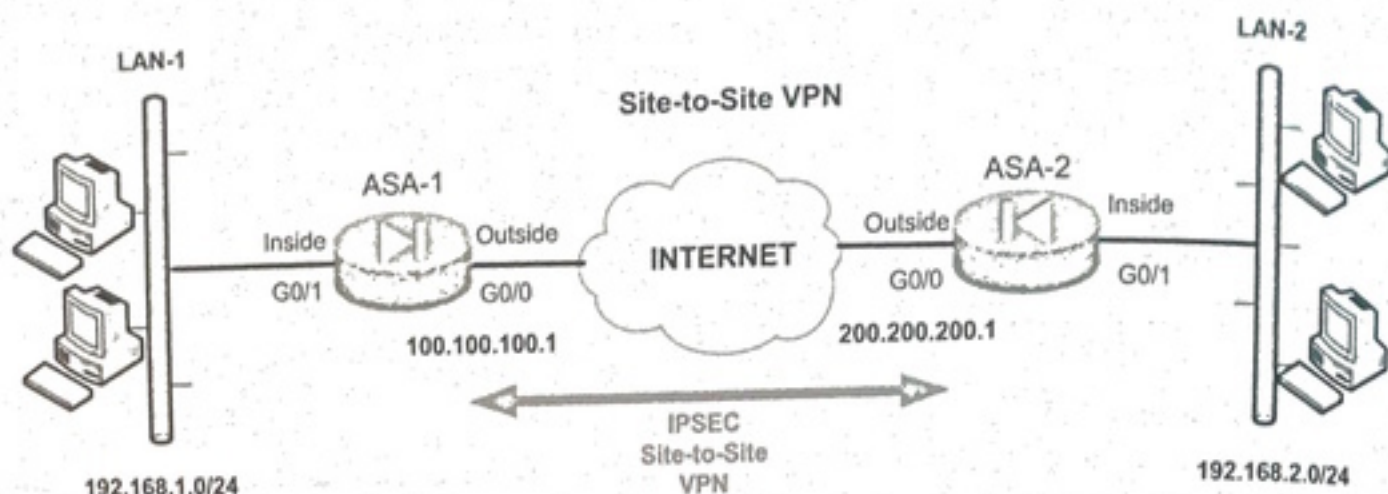 LAN-1
LAN-2
Site-to-Site VPN
ASA-1
ASA-2
Inside
Outside
INTERNET
Outside
Inside
G0/1
G0/0
G0/0
G0/1
100.100.100.1
200.200.200.1
IPSEC
Site-to-Site
VPN
192.168.1.0/24
192.168.2.0/24